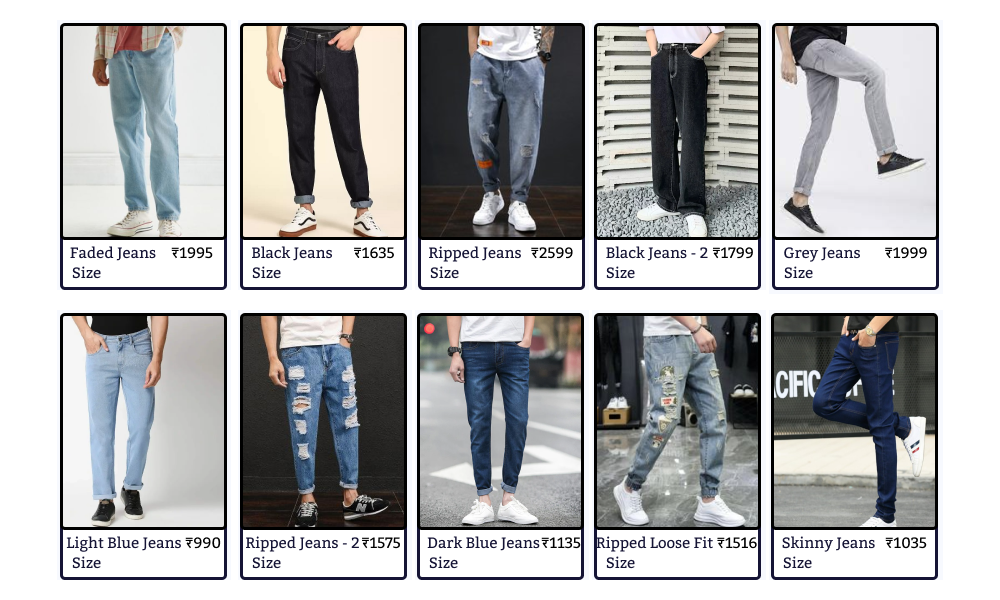 Faded Jeans ₹1995
Size
Black Jeans ₹1635
Size
Ripped Jeans ₹2599
Size
Black Jeans - 2 ₹1799
Size
Grey Jeans ₹1999
Size
ACIFIC
Light Blue Jeans ₹990
Size
Ripped Jeans - 2 ₹1575
Size
Dark Blue Jeans ₹1135
Size
Ripped Loose Fit ₹1516
Size
Skinny Jeans ₹1035
Size